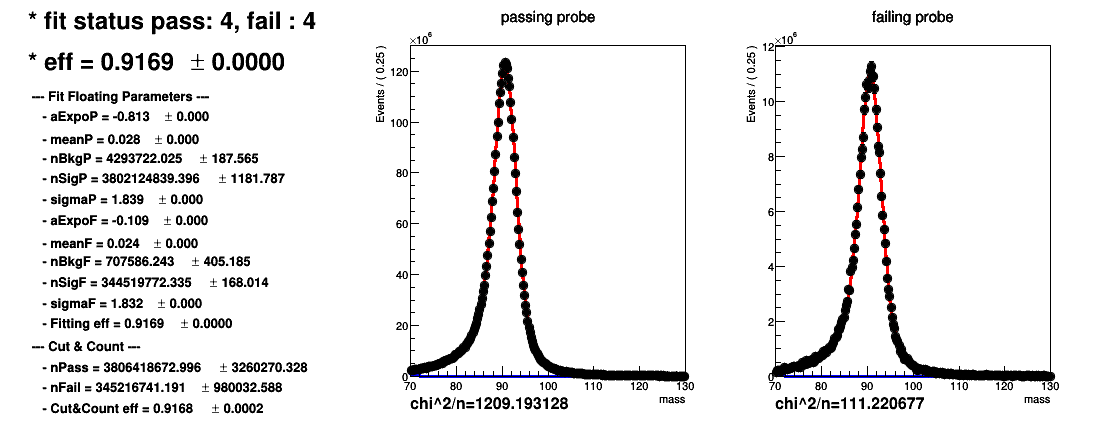 * fit status pass: 4, fail : 4
* eff = 0.9169 ± 0.0000
--- Fit Floating Parameters ---
- aExpoP = -0.813 ± 0.000
- meanP = 0.028 ± 0.000
- nBkgP = 4293722.025 ± 187.565
- nSigP = 3802124839.396 ± 1181.787
- sigmaP = 1.839 ± 0.000
- aExpoF = -0.109 ± 0.000
- meanF = 0.024 ± 0.000
- nBkgF = 707586.243 ± 405.185
- nSigF = 344519772.335 ± 168.014
- sigmaF = 1.832 ± 0.000
- Fitting eff = 0.9169 ± 0.0000
--- Cut & Count ---
- nPass = 3806418672.996 ± 3260270.328
- nFail = 345216741.191 ± 980032.588
- Cut&Count eff = 0.9168 ± 0.0002
passing probe
×10⁶
Events / ( 0.25 )
120
100
80
60
40
20
0
70 80 90 100 110 120 130
mass
chi^2/n=1209.193128
failing probe
×10⁶
Events / ( 0.25 )
12
10
8
6
4
2
0
70 80 90 100 110 120 130
mass
chi^2/n=111.220677